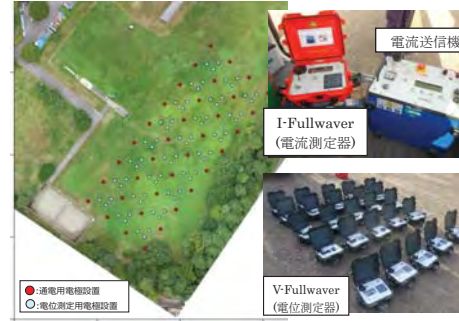 電流送信機
I-Fullwaver
(電流測定器)
●:通電用電極設置
○:電位測定用電極設置
V-Fullwaver
(電位測定器)